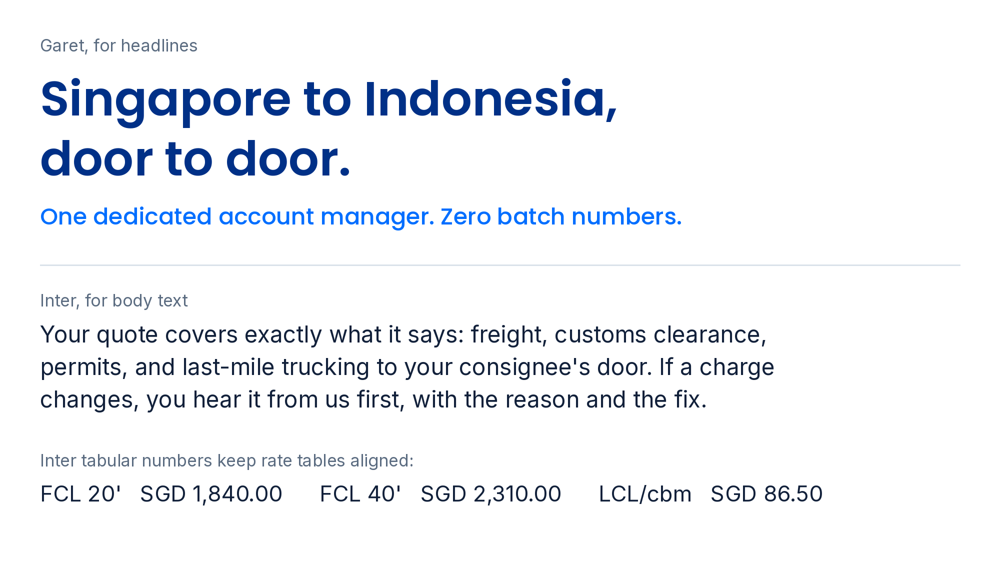 Garet, for headlines
Singapore to Indonesia,
door to door.
One dedicated account manager. Zero batch numbers.
Inter, for body text
Your quote covers exactly what it says: freight, customs clearance,
permits, and last-mile trucking to your consignee's door. If a charge
changes, you hear it from us first, with the reason and the fix.
Inter tabular numbers keep rate tables aligned:
FCL 20' SGD 1,840.00 FCL 40' SGD 2,310.00 LCL/cbm SGD 86.50